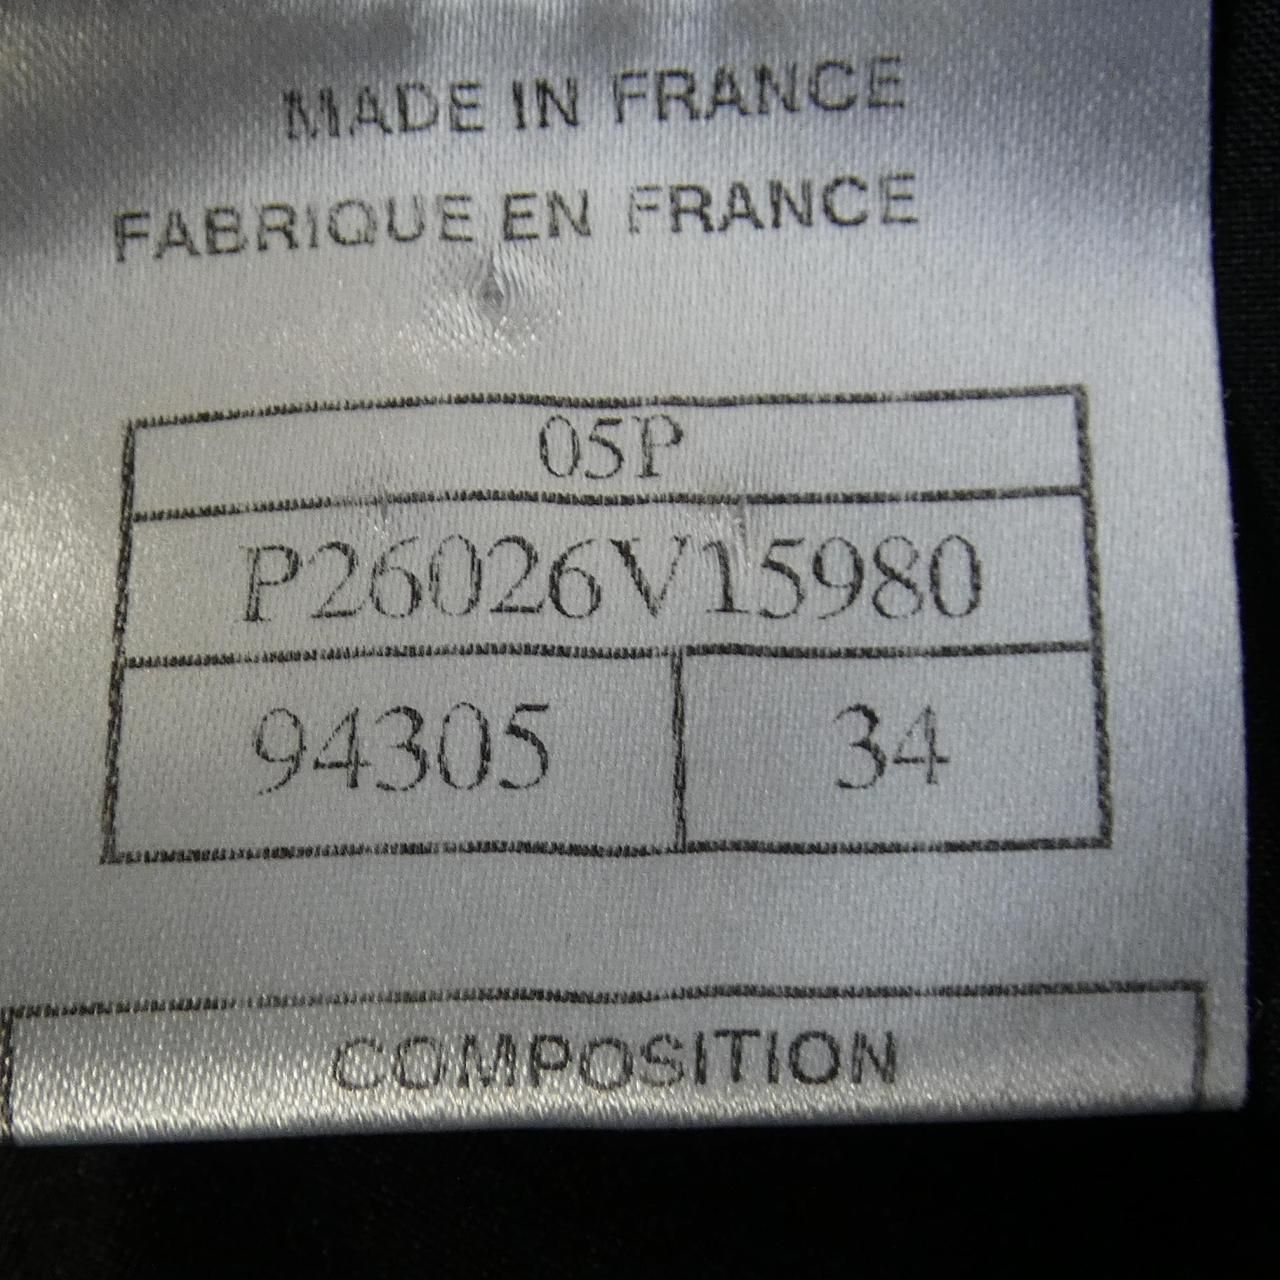 MADE IN FRANCE
FABRIQUE EN FRANCE
05P
P26026V15980
94305 34
COMPOSITION